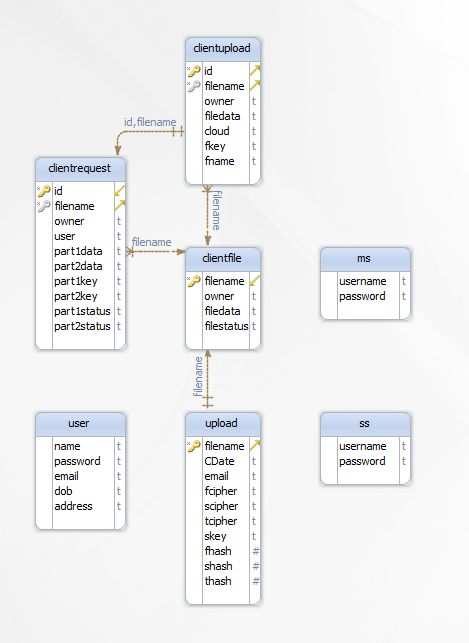 clientupload
id
filename
owner t
filedata t
cloud t
fkey t
fname t
id,filename
clientrequest
id
filename
owner t
user t
part1data t
part2data t
part1key t
part2key t
part1status t
part2status t
filename
filename
clientfile
filename
owner t
filedata t
filestatus t
ms
username t
password t
filename
user
name t
password t
email t
dob t
address t
upload
filename
CDate t
email t
fcipher t
scipher t
tcipher t
skey t
fhash #
shash #
thash #
ss
username t
password t